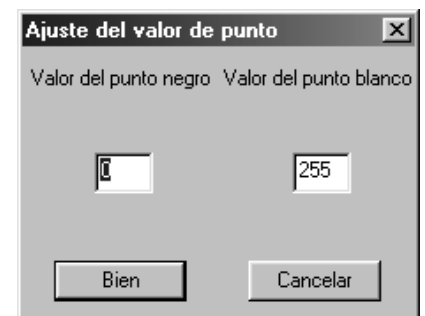 Ajuste del valor de punto
Valor del punto negro Valor del punto blanco
0 255
Bien Cancelar